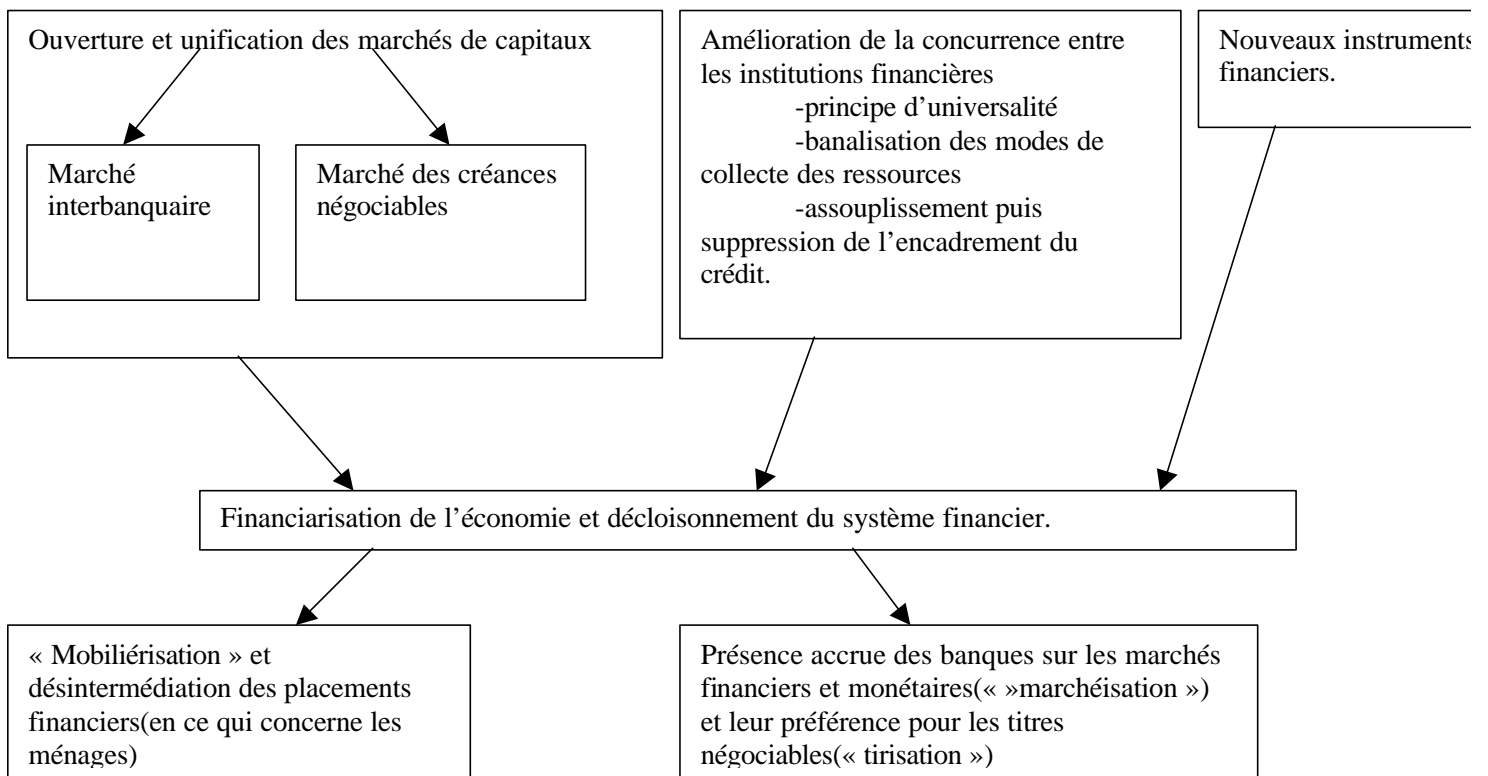 Ouverture et unification des marchés de capitaux
Marché
interbanquaire
Marché des créances
négociables
Amélioration de la concurrence entre
les institutions financières
-principe d’universalité
-banalisation des modes de
collecte des ressources
-assouplissement puis
suppression de l’encadrement du
crédit.
Nouveaux instruments
financiers.
Financiarisation de l’économie et décloisonnement du système financier.
« Mobiliérisation » et
désintermédiation des placements
financiers(en ce qui concerne les
ménages)
Présence accrue des banques sur les marchés
financiers et monétaires(« »marchéisation »)
et leur préférence pour les titres
négociables(« tirisation »)